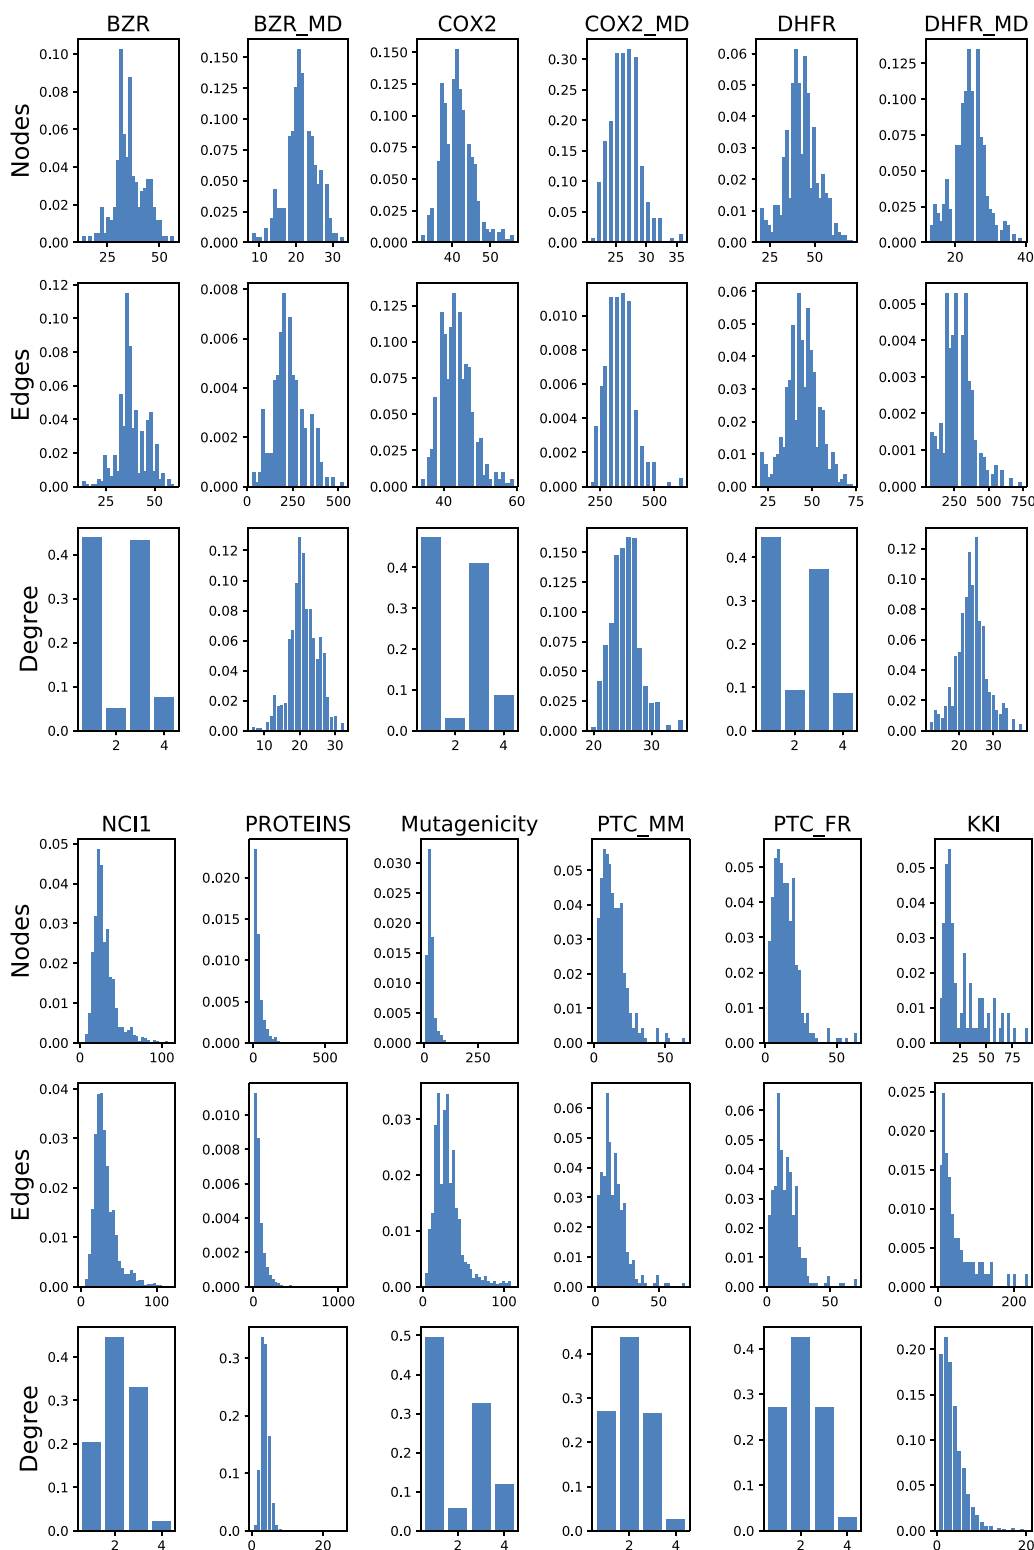 BZR BZR_MD COX2 COX2_MD DHFR DHFR_MD
Nodes
0.10 0.08 0.06 0.04 0.02 0.00
25 50
0.150 0.125 0.100 0.075 0.050 0.025 0.000
10 20 30
0.150 0.125 0.100 0.075 0.050 0.025 0.000
40 50
0.30 0.25 0.20 0.15 0.10 0.05 0.00
25 30 35
0.06 0.05 0.04 0.03 0.02 0.01 0.00
25 50
0.125 0.100 0.075 0.050 0.025 0.000
20 40
Edges
0.12 0.10 0.08 0.06 0.04 0.02 0.00
25 50
0.008 0.006 0.004 0.002 0.000
0 250 500
0.125 0.100 0.075 0.050 0.025 0.000
40 60
0.010 0.008 0.006 0.004 0.002 0.000
250 500
0.06 0.05 0.04 0.03 0.02 0.01 0.00
25 50 75
0.005 0.004 0.003 0.002 0.001 0.000
250 500 750
Degree
0.4 0.3 0.2 0.1 0.0
2 4
0.12 0.10 0.08 0.06 0.04 0.02 0.00
10 20 30
0.4 0.3 0.2 0.1 0.0
2 4
0.150 0.125 0.100 0.075 0.050 0.025 0.000
20 30
0.4 0.3 0.2 0.1 0.0
2 4
0.12 0.10 0.08 0.06 0.04 0.02 0.00
20 30
NCI1 PROTEINS Mutagenicity PTC_MM PTC_FR KKI
Nodes
0.05 0.04 0.03 0.02 0.01 0.00
0 50 100
0.020 0.015 0.010 0.005 0.000
0 500
0.030 0.025 0.020 0.015 0.010 0.005 0.000
0 250
0.05 0.04 0.03 0.02 0.01 0.00
0 50
0.05 0.04 0.03 0.02 0.01 0.00
0 50
0.05 0.04 0.03 0.02 0.01 0.00
25 50 75
Edges
0.04 0.03 0.02 0.01 0.00
0 100
0.010 0.008 0.006 0.004 0.002 0.000
0 1000
0.03 0.02 0.01 0.00
0 100
0.06 0.05 0.04 0.03 0.02 0.01 0.00
0 50
0.06 0.05 0.04 0.03 0.02 0.01 0.00
0 50
0.025 0.020 0.015 0.010 0.005 0.000
0 200
Degree
0.4 0.3 0.2 0.1 0.0
2 4
0.3 0.2 0.1 0.0
0 20
0.5 0.4 0.3 0.2 0.1 0.0
2 4
0.4 0.3 0.2 0.1 0.0
2 4
0.4 0.3 0.2 0.1 0.0
2 4
0.20 0.15 0.10 0.05 0.00
0 10 20